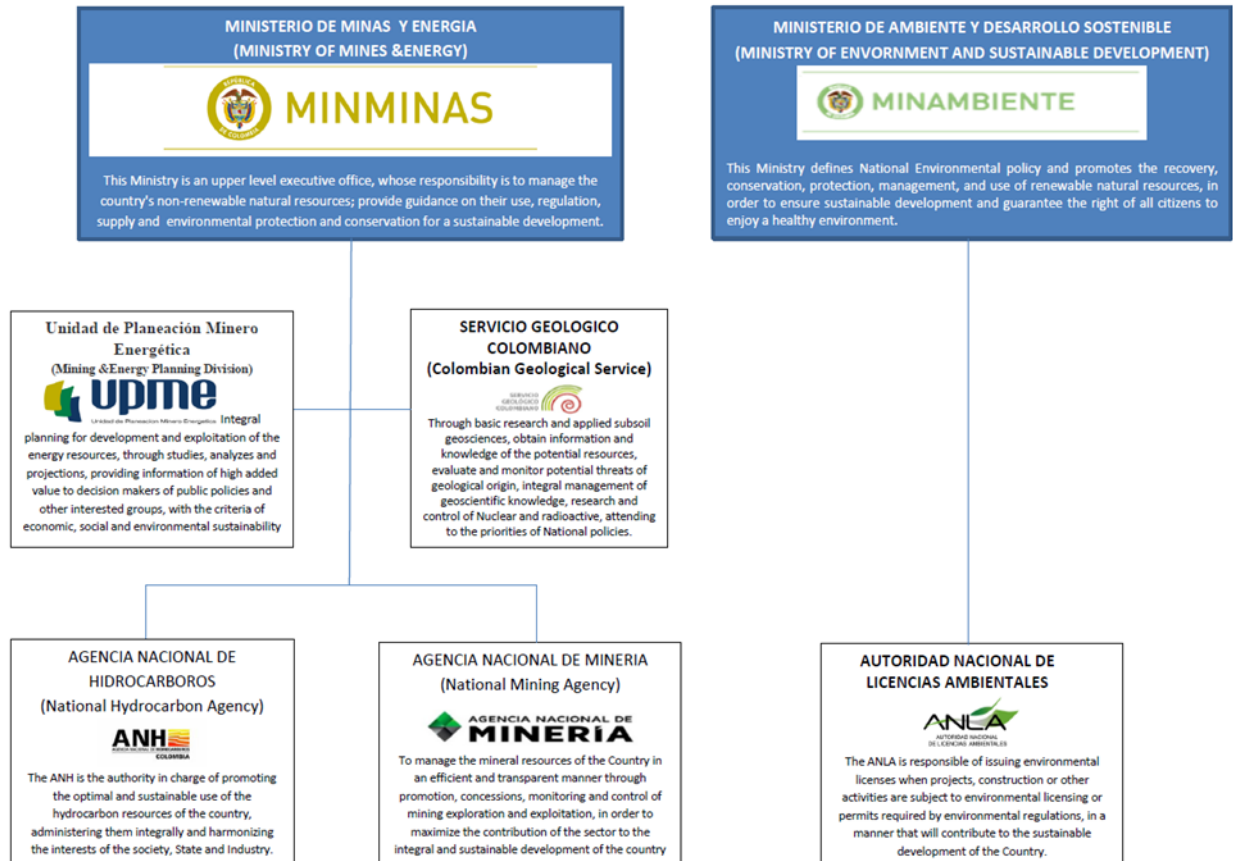 MINISTERIO DE MINAS Y ENERGIA
(MINISTRY OF MINES &ENERGY)
REPÚBLICA
DE COLOMBIA
MINMINAS
This Ministry is an upper level executive office, whose responsibility is to manage the
country's non-renewable natural resources; provide guidance on their use, regulation,
supply and environmental protection and conservation for a sustainable development.
MINISTERIO DE AMBIENTE Y DESARROLLO SOSTENIBLE
(MINISTRY OF ENVORNMENT AND SUSTAINABLE DEVELOPMENT)
MINAMBIENTE
This Ministry defines National Environmental policy and promotes the recovery,
conservation, protection, management, and use of renewable natural resources, in
order to ensure sustainable development and guarantee the right of all citizens to
enjoy a healthy environment.
Unidad de Planeación Minero
Energética
(Mining &Energy Planning Division)
upme
Unidad de Planeacion Minero Energetica Integral
planning for development and exploitation of the
energy resources, through studies, analyzes and
projections, providing information of high added
value to decision makers of public policies and
other interested groups, with the criteria of
economic, social and environmental sustainability
SERVICIO GEOLOGICO
COLOMBIANO
(Colombian Geological Service)
SERVICIO
GEOLÓGICO
COLOMBIANO
Through basic research and applied subsoil
geosciences, obtain information and
knowledge of the potential resources,
evaluate and monitor potential threats of
geological origin, integral management of
geoscientific knowledge, research and
control of Nuclear and radioactive, attending
to the priorities of National policies.
AGENCIA NACIONAL DE
HIDROCARBOROS
(National Hydrocarbon Agency)
ANH
AGENCIA NACIONAL DE HIDROCARBUROS
COLOMBIA
The ANH is the authority in charge of promoting
the optimal and sustainable use of the
hydrocarbon resources of the country,
administering them integrally and harmonizing
the interests of the society, State and Industry.
AGENCIA NACIONAL DE MINERIA
(National Mining Agency)
AGENCIA NACIONAL DE
MINERÍA
To manage the mineral resources of the Country in
an efficient and transparent manner through
promotion, concessions, monitoring and control of
mining exploration and exploitation, in order to
maximize the contribution of the sector to the
integral and sustainable development of the country
AUTORIDAD NACIONAL DE
LICENCIAS AMBIENTALES
ANLA
AUTORIDAD NACIONAL
DE LICENCIAS AMBIENTALES
The ANLA is responsible of issuing environmental
licenses when projects, construction or other
activities are subject to environmental licensing or
permits required by environmental regulations, in a
manner that will contribute to the sustainable
development of the Country.